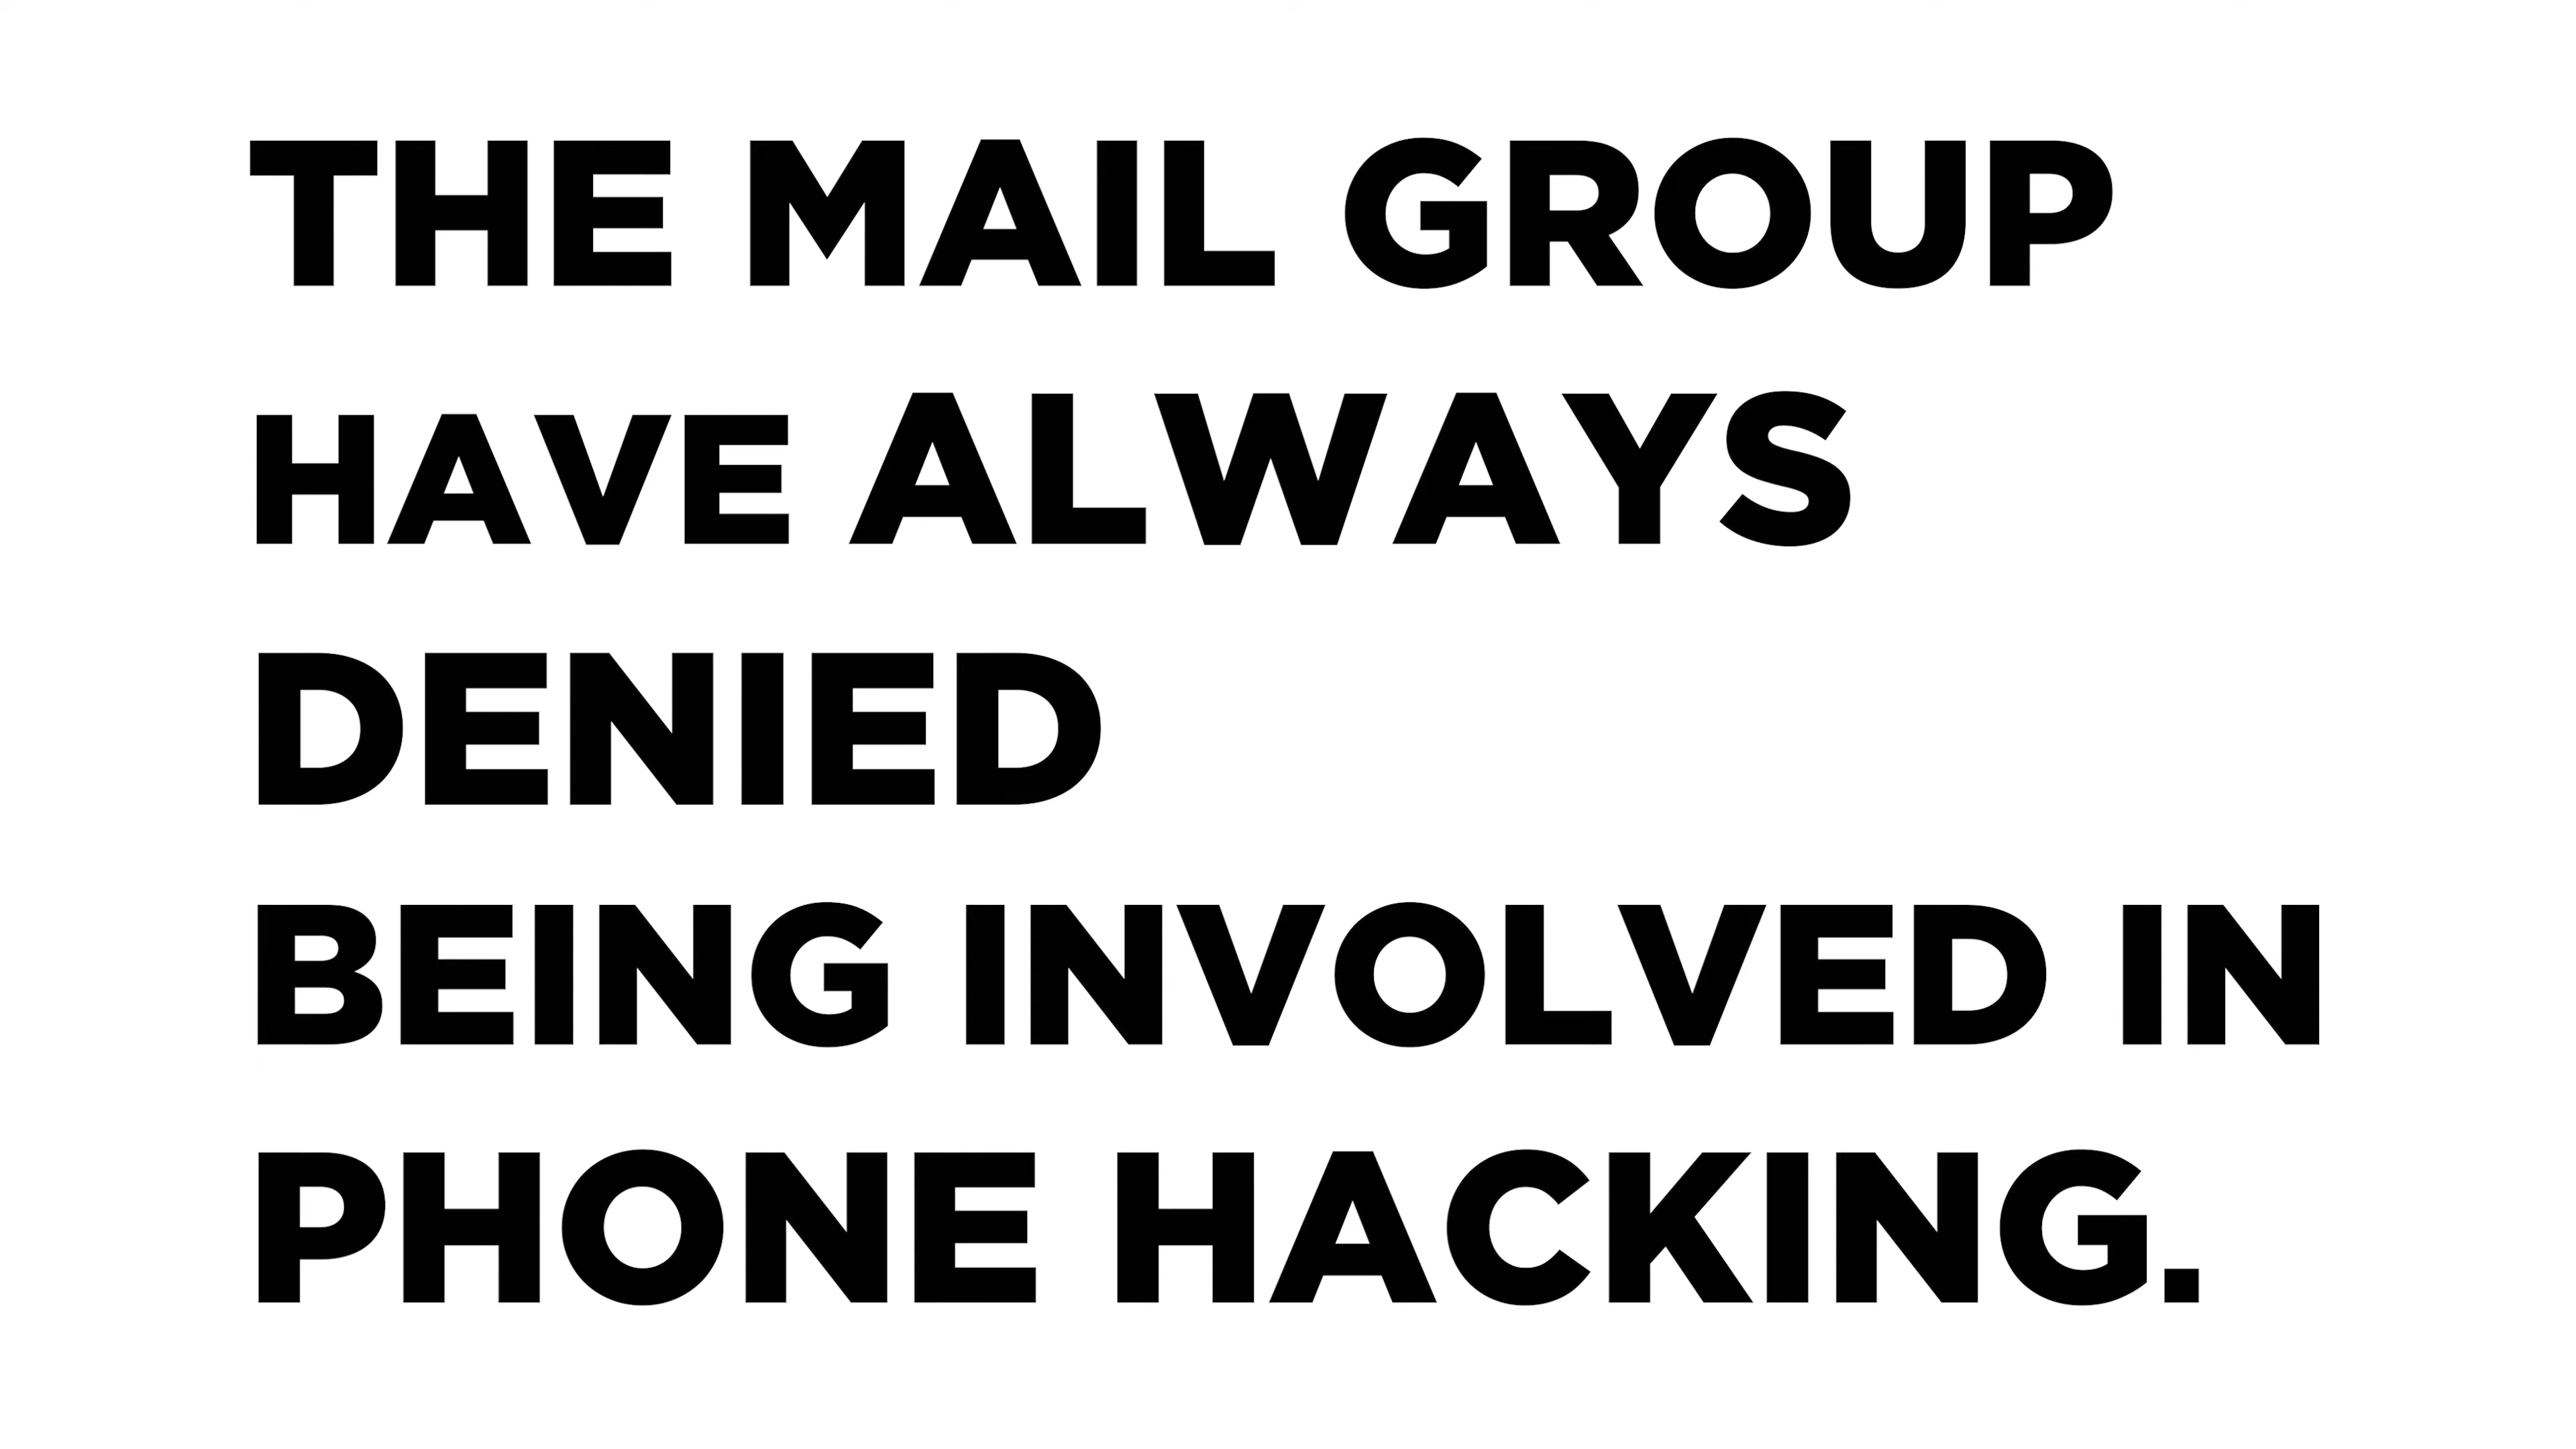 THE MAIL GROUP
HAVE ALWAYS
DENIED
BEING INVOLVED IN
PHONE HACKING.